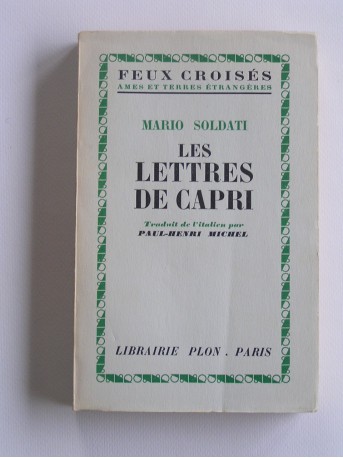 FEUX CROISÉS
AMES ET TERRES ÉTRANGÈRES
MARIO SOLDATI
LES
LETTRES
DE CAPRI
Traduit de l'italien par
PAUL-HENRI MICHEL
LIBRAIRIE PLON . PARIS